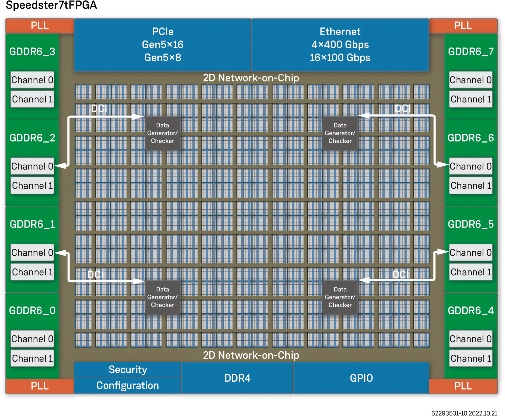 Speedster7tFPGA
PLL
PCIe
Gen5×16
Gen5×8
Ethernet
4×400 Gbps
16×100 Gbps
PLL
GDDR6_3
Channel 0
Channel 1
GDDR6_2
Channel 0
Channel 1
GDDR6_1
Channel 0
Channel 1
GDDR6_0
Channel 0
Channel 1
2D Network-on-Chip
DCI
Data
Generator/
Checker
Data
Generator/
Checker
DCI
DCI
Data
Generator/
Checker
Data
Generator/
Checker
DCI
2D Network-on-Chip
GDDR6_7
Channel 0
Channel 1
GDDR6_6
Channel 0
Channel 1
GDDR6_5
Channel 0
Channel 1
GDDR6_4
Channel 0
Channel 1
PLL
Security
Configuration
DDR4
GPIO
PLL
62293531-10.2022.10.21